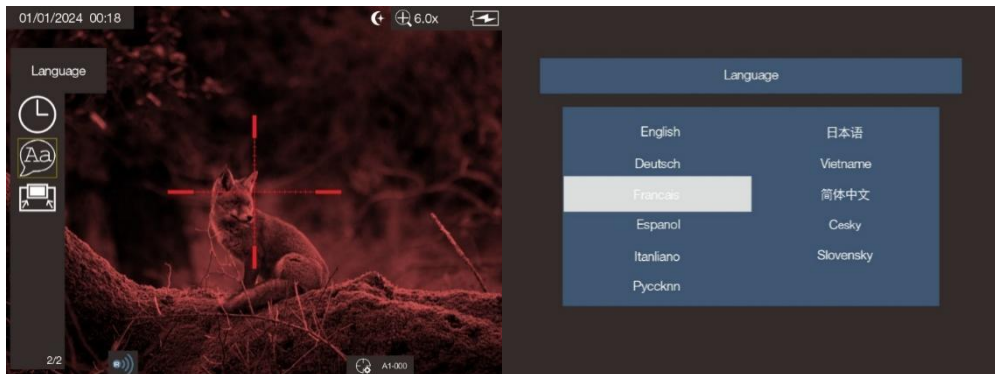 01/01/2024 00:18
6.0x
Language
Aa
2/2
A1-000
Language
English
Deutsch
Francais
Espanol
Itanliano
Pyccknn
日本语
Vietname
简体中文
Cesky
Slovensky